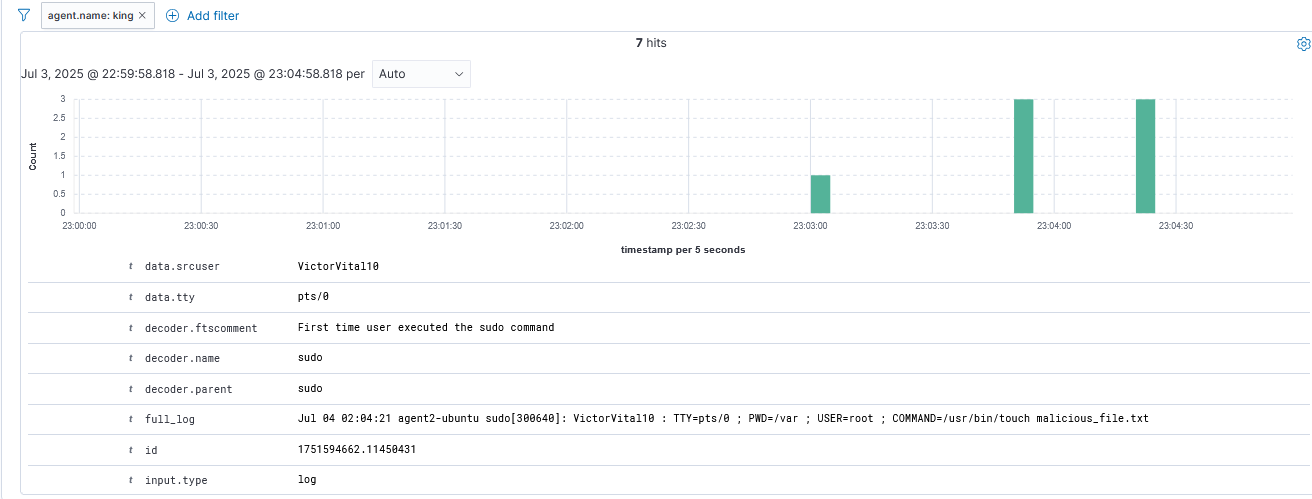 agent.name: king × Add filter
7 hits
Jul 3, 2025 @ 22:59:58.818 - Jul 3, 2025 @ 23:04:58.818 per Auto
3
2.5
2
1.5
1
0.5
0
Count
23:00:00 23:00:30 23:01:00 23:01:30 23:02:00 23:02:30 23:03:00 23:03:30 23:04:00 23:04:30
timestamp per 5 seconds
t data.srcuser VictorVital10
t data.tty pts/0
t decoder.ftscomment First time user executed the sudo command
t decoder.name sudo
t decoder.parent sudo
t full_log Jul 04 02:04:21 agent2-ubuntu sudo[300640]: VictorVital10 : TTY=pts/0 ; PWD=/var ; USER=root ; COMMAND=/usr/bin/touch malicious_file.txt
t id 1751594662.11450431
t input.type log